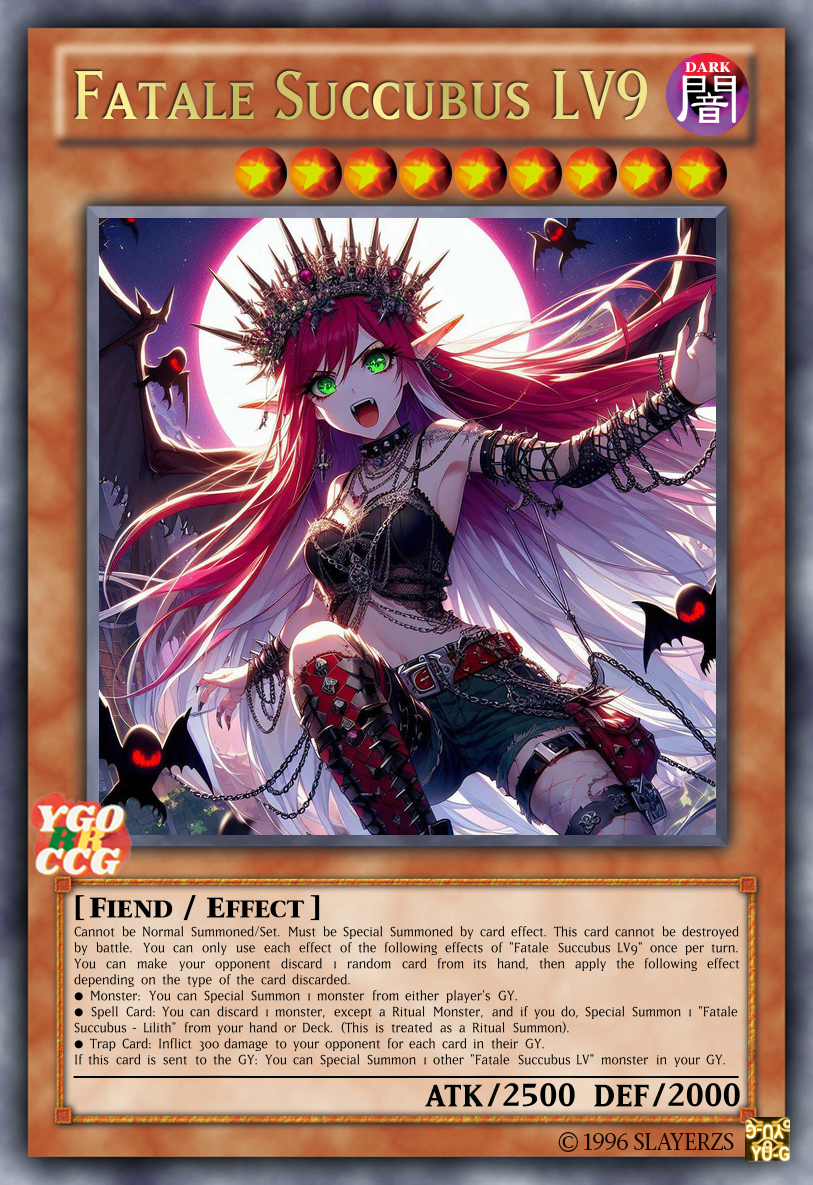 Fatale Succubus LV9
DARK
闇
YGO
BR
CCG
[ Fiend / Effect ]
Cannot be Normal Summoned/Set. Must be Special Summoned by card effect. This card cannot be destroyed
by battle. You can only use each effect of the following effects of "Fatale Succubus LV9" once per turn.
You can make your opponent discard 1 random card from its hand, then apply the following effect
depending on the type of the card discarded.
● Monster: You can Special Summon 1 monster from either player's GY.
● Spell Card: You can discard 1 monster, except a Ritual Monster, and if you do, Special Summon 1 "Fatale
Succubus - Lilith" from your hand or Deck. (This is treated as a Ritual Summon).
● Trap Card: Inflict 300 damage to your opponent for each card in their GY.
If this card is sent to the GY: You can Special Summon 1 other "Fatale Succubus LV" monster in your GY.
ATK/2500 DEF/2000
© 1996 SLAYERZS